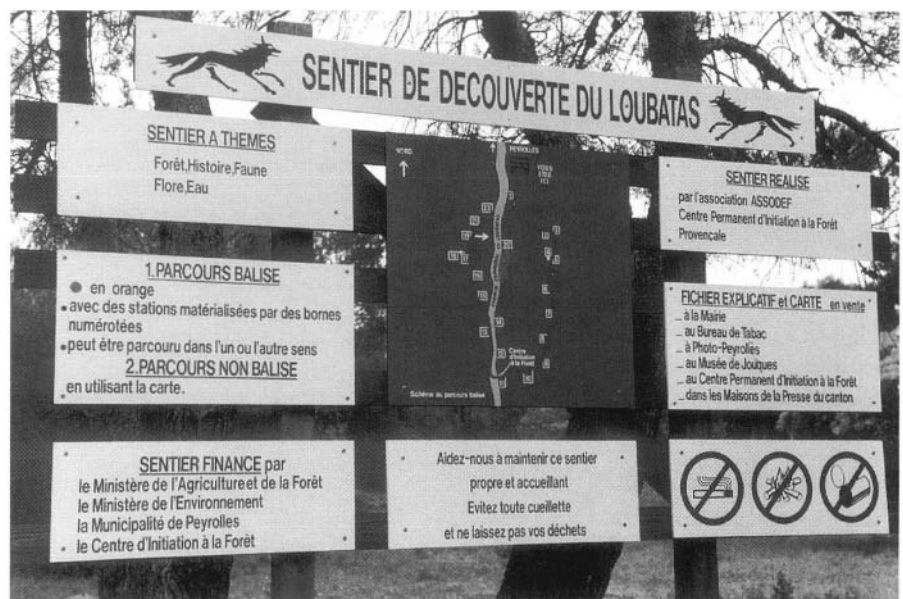 SENTIER DE DECOUVERTE DU LOUBATAS
SENTIER A THEMES
Forêt,Histoire,Faune
Flore,Eau
1.PARCOURS BALISE
● en orange
•avec des stations matérialisées par des bornes
numérotées
•peut être parcouru dans l'un ou l'autre sens
2.PARCOURS NON BALISE
en utilisant la carte.
SENTIER FINANCE par
le Ministère de l'Agriculture et de la Forêt
le Ministère de l'Environnement
la Municipalité de Peyrolles
le Centre d'Initiation à la Forêt
NORD
PEYROLLES
VOUS
ETES
ICI
Centre
d'Initiation
à la Forêt
Schéma du parcours balisé
Aidez-nous à maintenir ce sentier
propre et accueillant
Evitez toute cueillette
et ne laissez pas vos déchets
SENTIER REALISE
par l'association ASSODEF
Centre Permanent d'Initiation à la Forêt
Provençale
FICHIER EXPLICATIF et CARTE en vente
_ à la Mairie
_ au Bureau de Tabac
_ à Photo-Peyrolles
_ au Musée de Jouques
_ au Centre Permanent d'Initiation à la Forêt
_ dans les Maisons de la Presse du canton